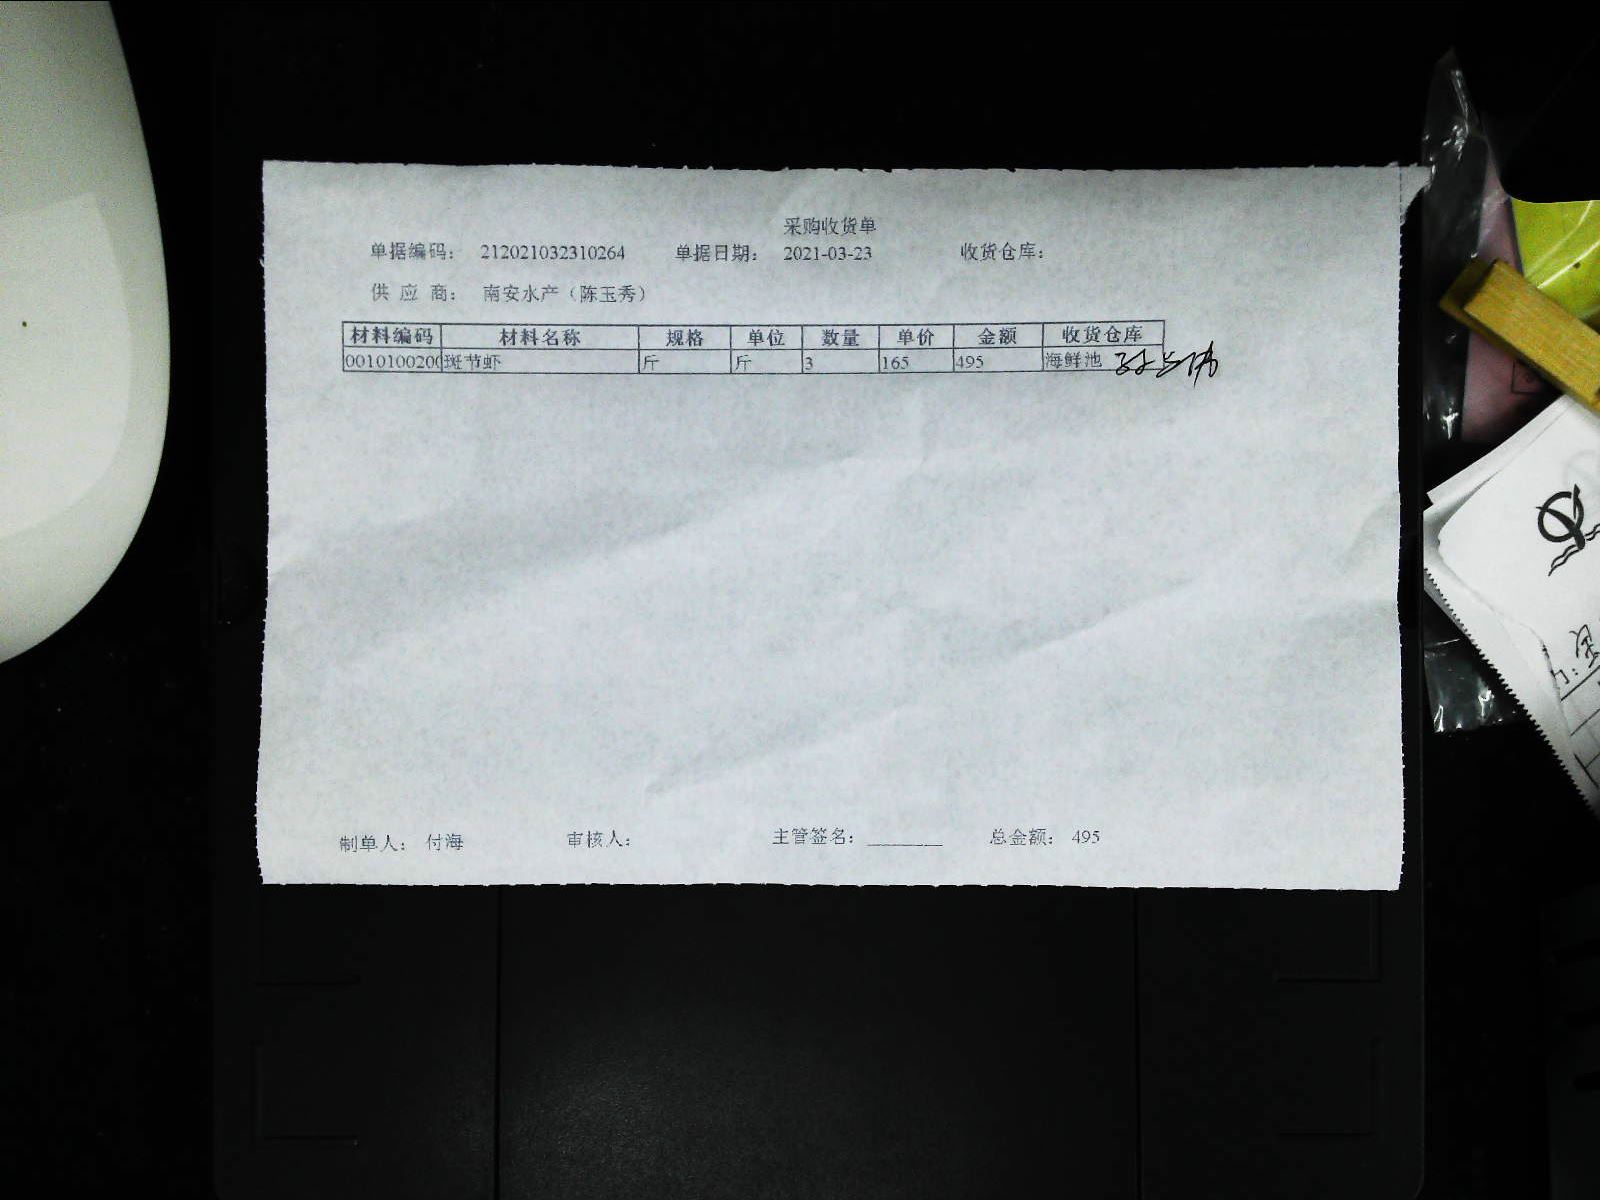 采购收货单
单据编码： 212021032310264 单据日期： 2021-03-23 收货仓库：
供 应 商： 南安水产（陈玉秀）
材料编码 材料名称 规格 单位 数量 单价 金额 收货仓库
0010100200 斑节虾 斤 斤 3 165 495 海鲜池
制单人： 付海 审核人： 主管签名： ________ 总金额： 495